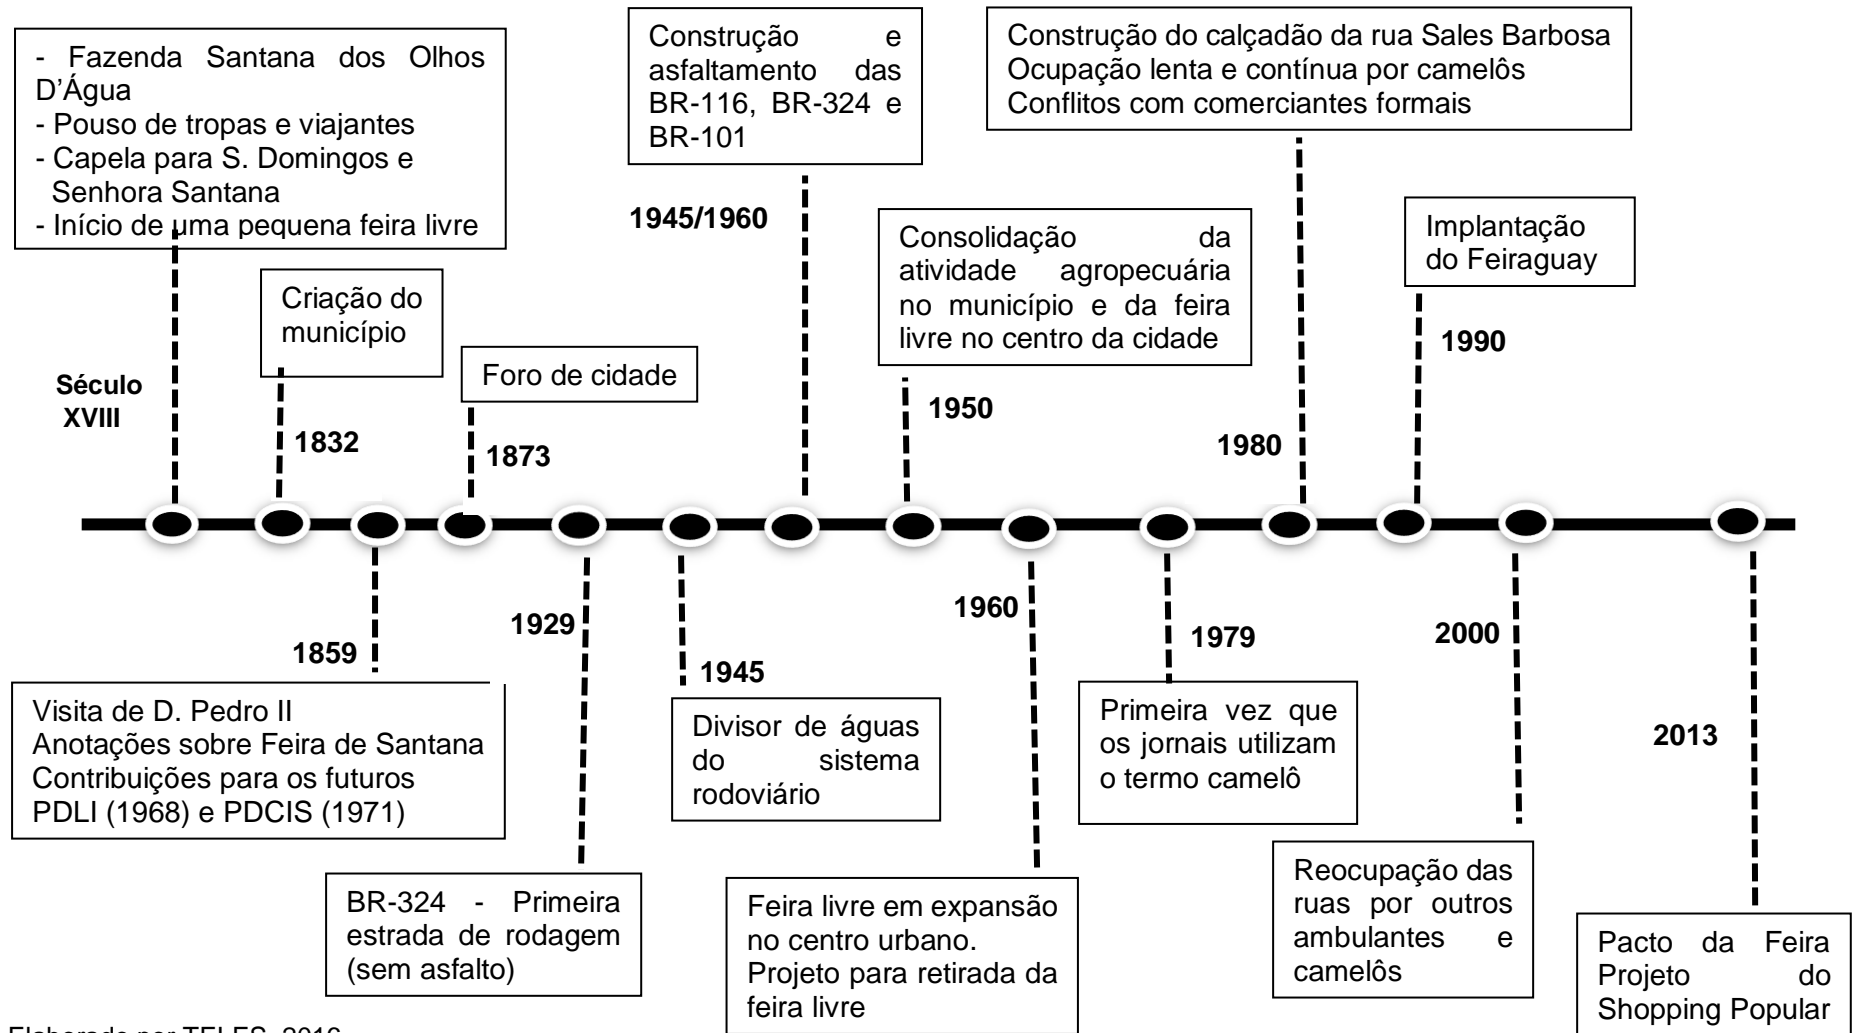 - Fazenda Santana dos Olhos
D'Água
- Pouso de tropas e viajantes
- Capela para S. Domingos e
Senhora Santana
- Início de uma pequena feira livre
Século
XVIII
Criação do
município
1832
Foro de cidade
1873
Construção e
asfaltamento das
BR-116, BR-324 e
BR-101
1945/1960
Consolidação da
atividade agropecuária
no município e da feira
livre no centro da cidade
1950
Construção do calçadão da rua Sales Barbosa
Ocupação lenta e contínua por camelôs
Conflitos com comerciantes formais
1980
Implantação
do Feiraguay
1990
1859
Visita de D. Pedro II
Anotações sobre Feira de Santana
Contribuições para os futuros
PDLI (1968) e PDCIS (1971)
1929
BR-324 - Primeira
estrada de rodagem
(sem asfalto)
1945
Divisor de águas
do sistema
rodoviário
1960
Feira livre em expansão
no centro urbano.
Projeto para retirada da
feira livre
1979
Primeira vez que
os jornais utilizam
o termo camelô
2000
Reocupação das
ruas por outros
ambulantes e
camelôs
2013
Pacto da Feira
Projeto do
Shopping Popular
Elaborado por TELES, 2016